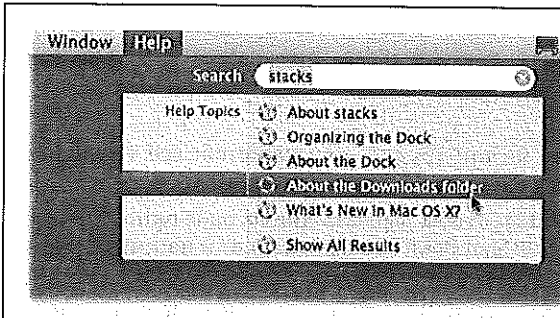 Window Help
Search stacks
Help Topics About stacks
Organizing the Dock
About the Dock
About the Downloads folder
What's New in Mac OS X?
Show All Results